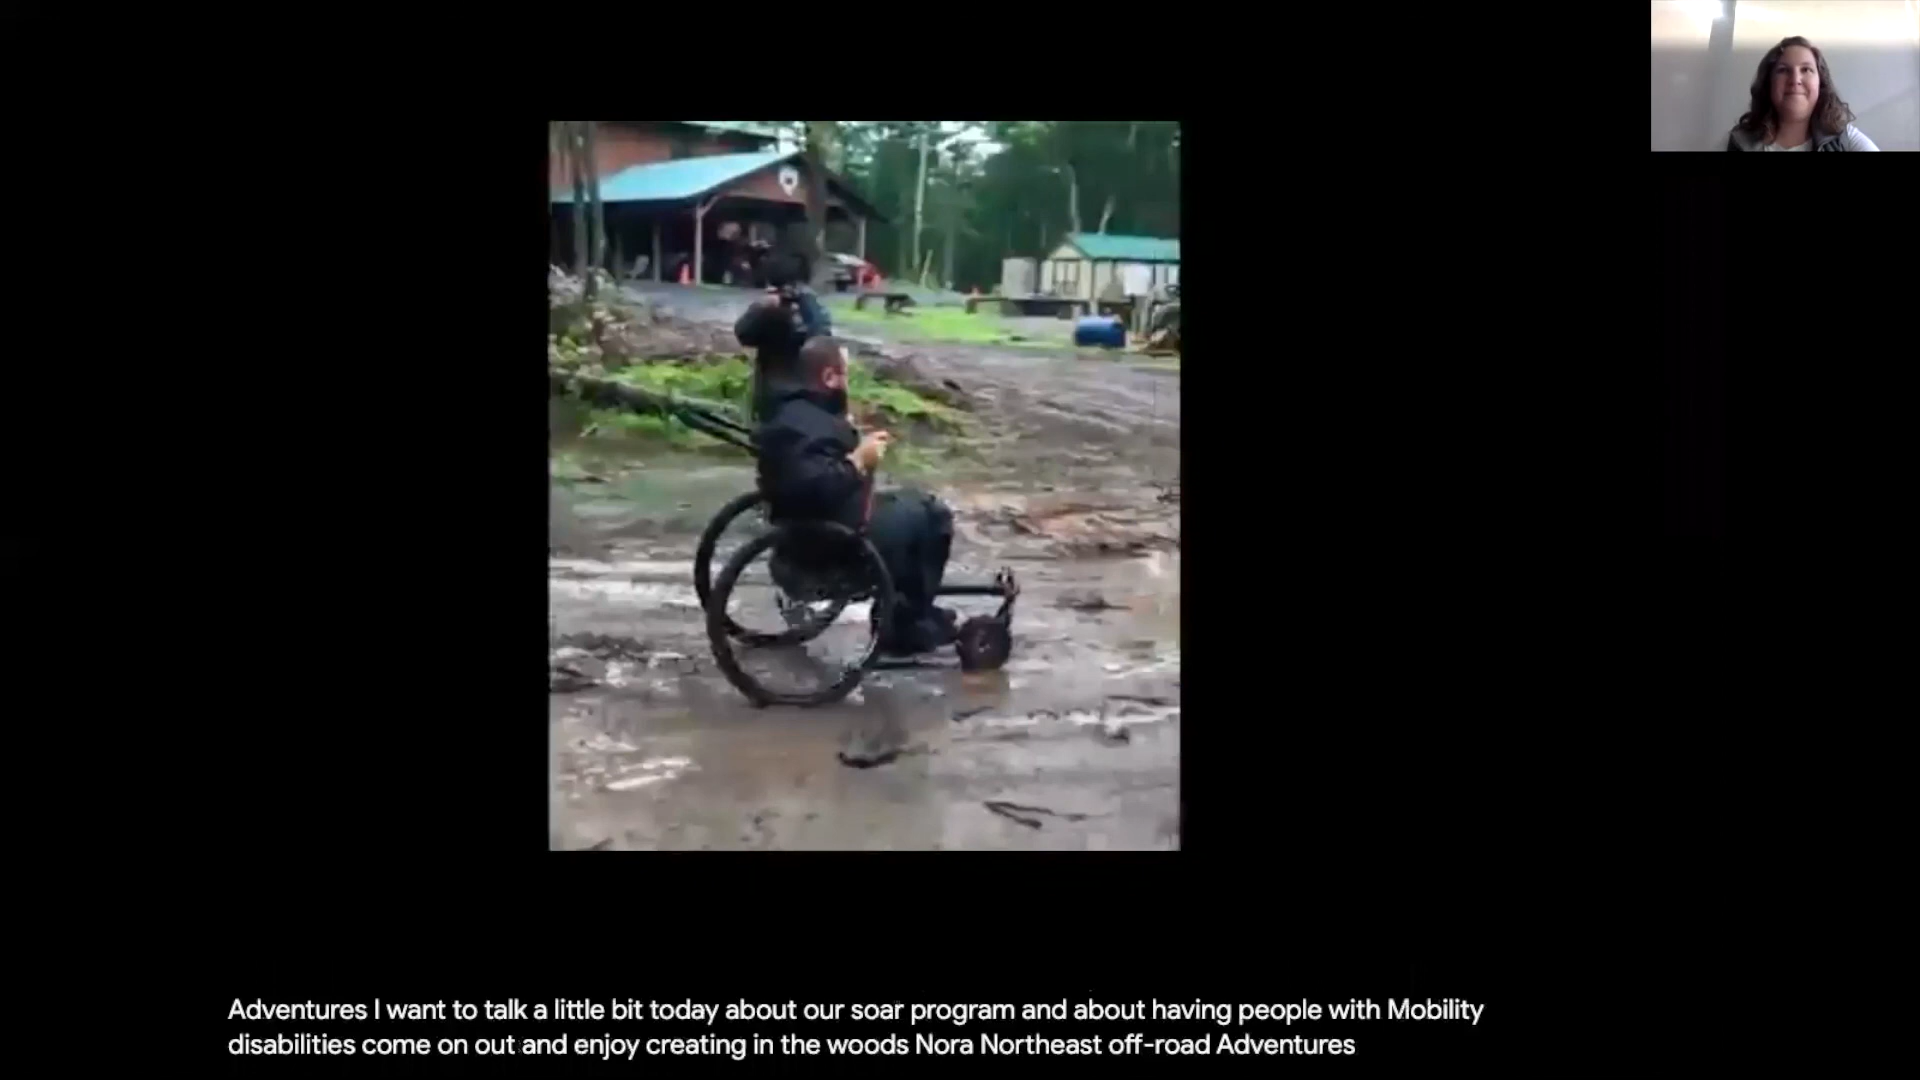 Adventures I want to talk a little bit today about our soar program and about having people with Mobility
disabilities come on out and enjoy creating in the woods Nora Northeast off-road Adventures